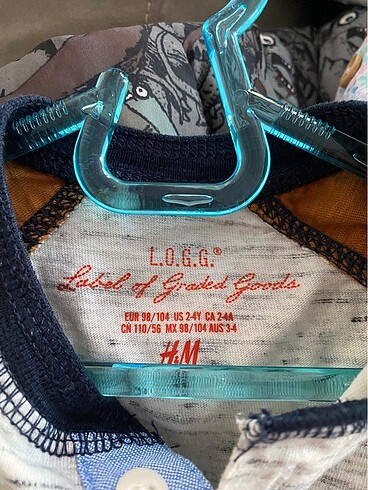 L.O.G.G.®
Label of Graded Goods
EUR 98/104 US 2-4Y CA 2-4A
CN 110/56 MX 98/104 AUS 3-4
H&M